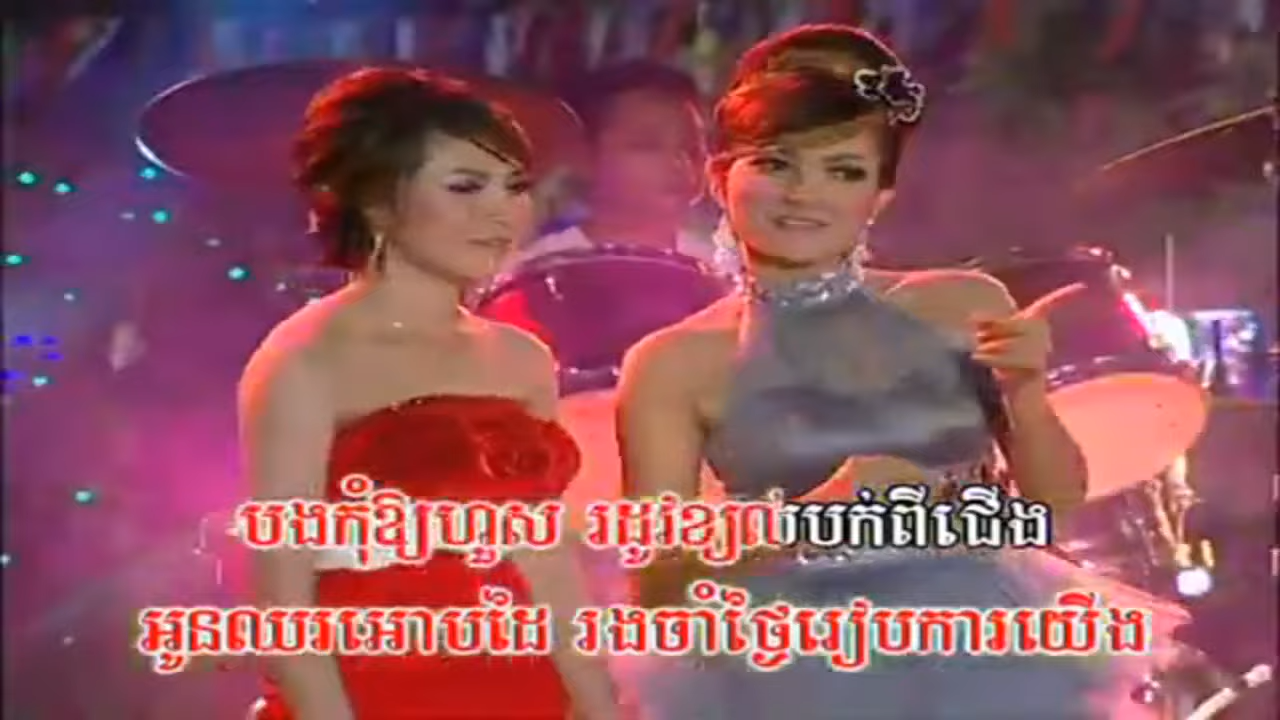 បងកុំឱ្យហួស រដូវខ្យល់បក់ពីជើង
អូនឈរអោបដៃ រងចាំថ្ងៃរៀបការយើង